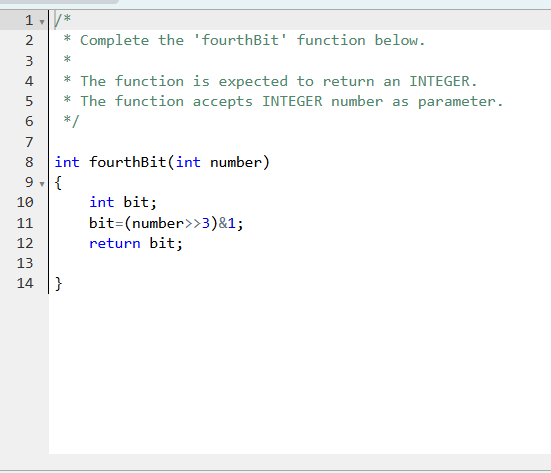 1 /*
2 * Complete the 'fourthBit' function below.
3 *
4 * The function is expected to return an INTEGER.
5 * The function accepts INTEGER number as parameter.
6 */
7
8 int fourthBit(int number)
9 {
10 int bit;
11 bit=(number>>3)&1;
12 return bit;
13
14 }